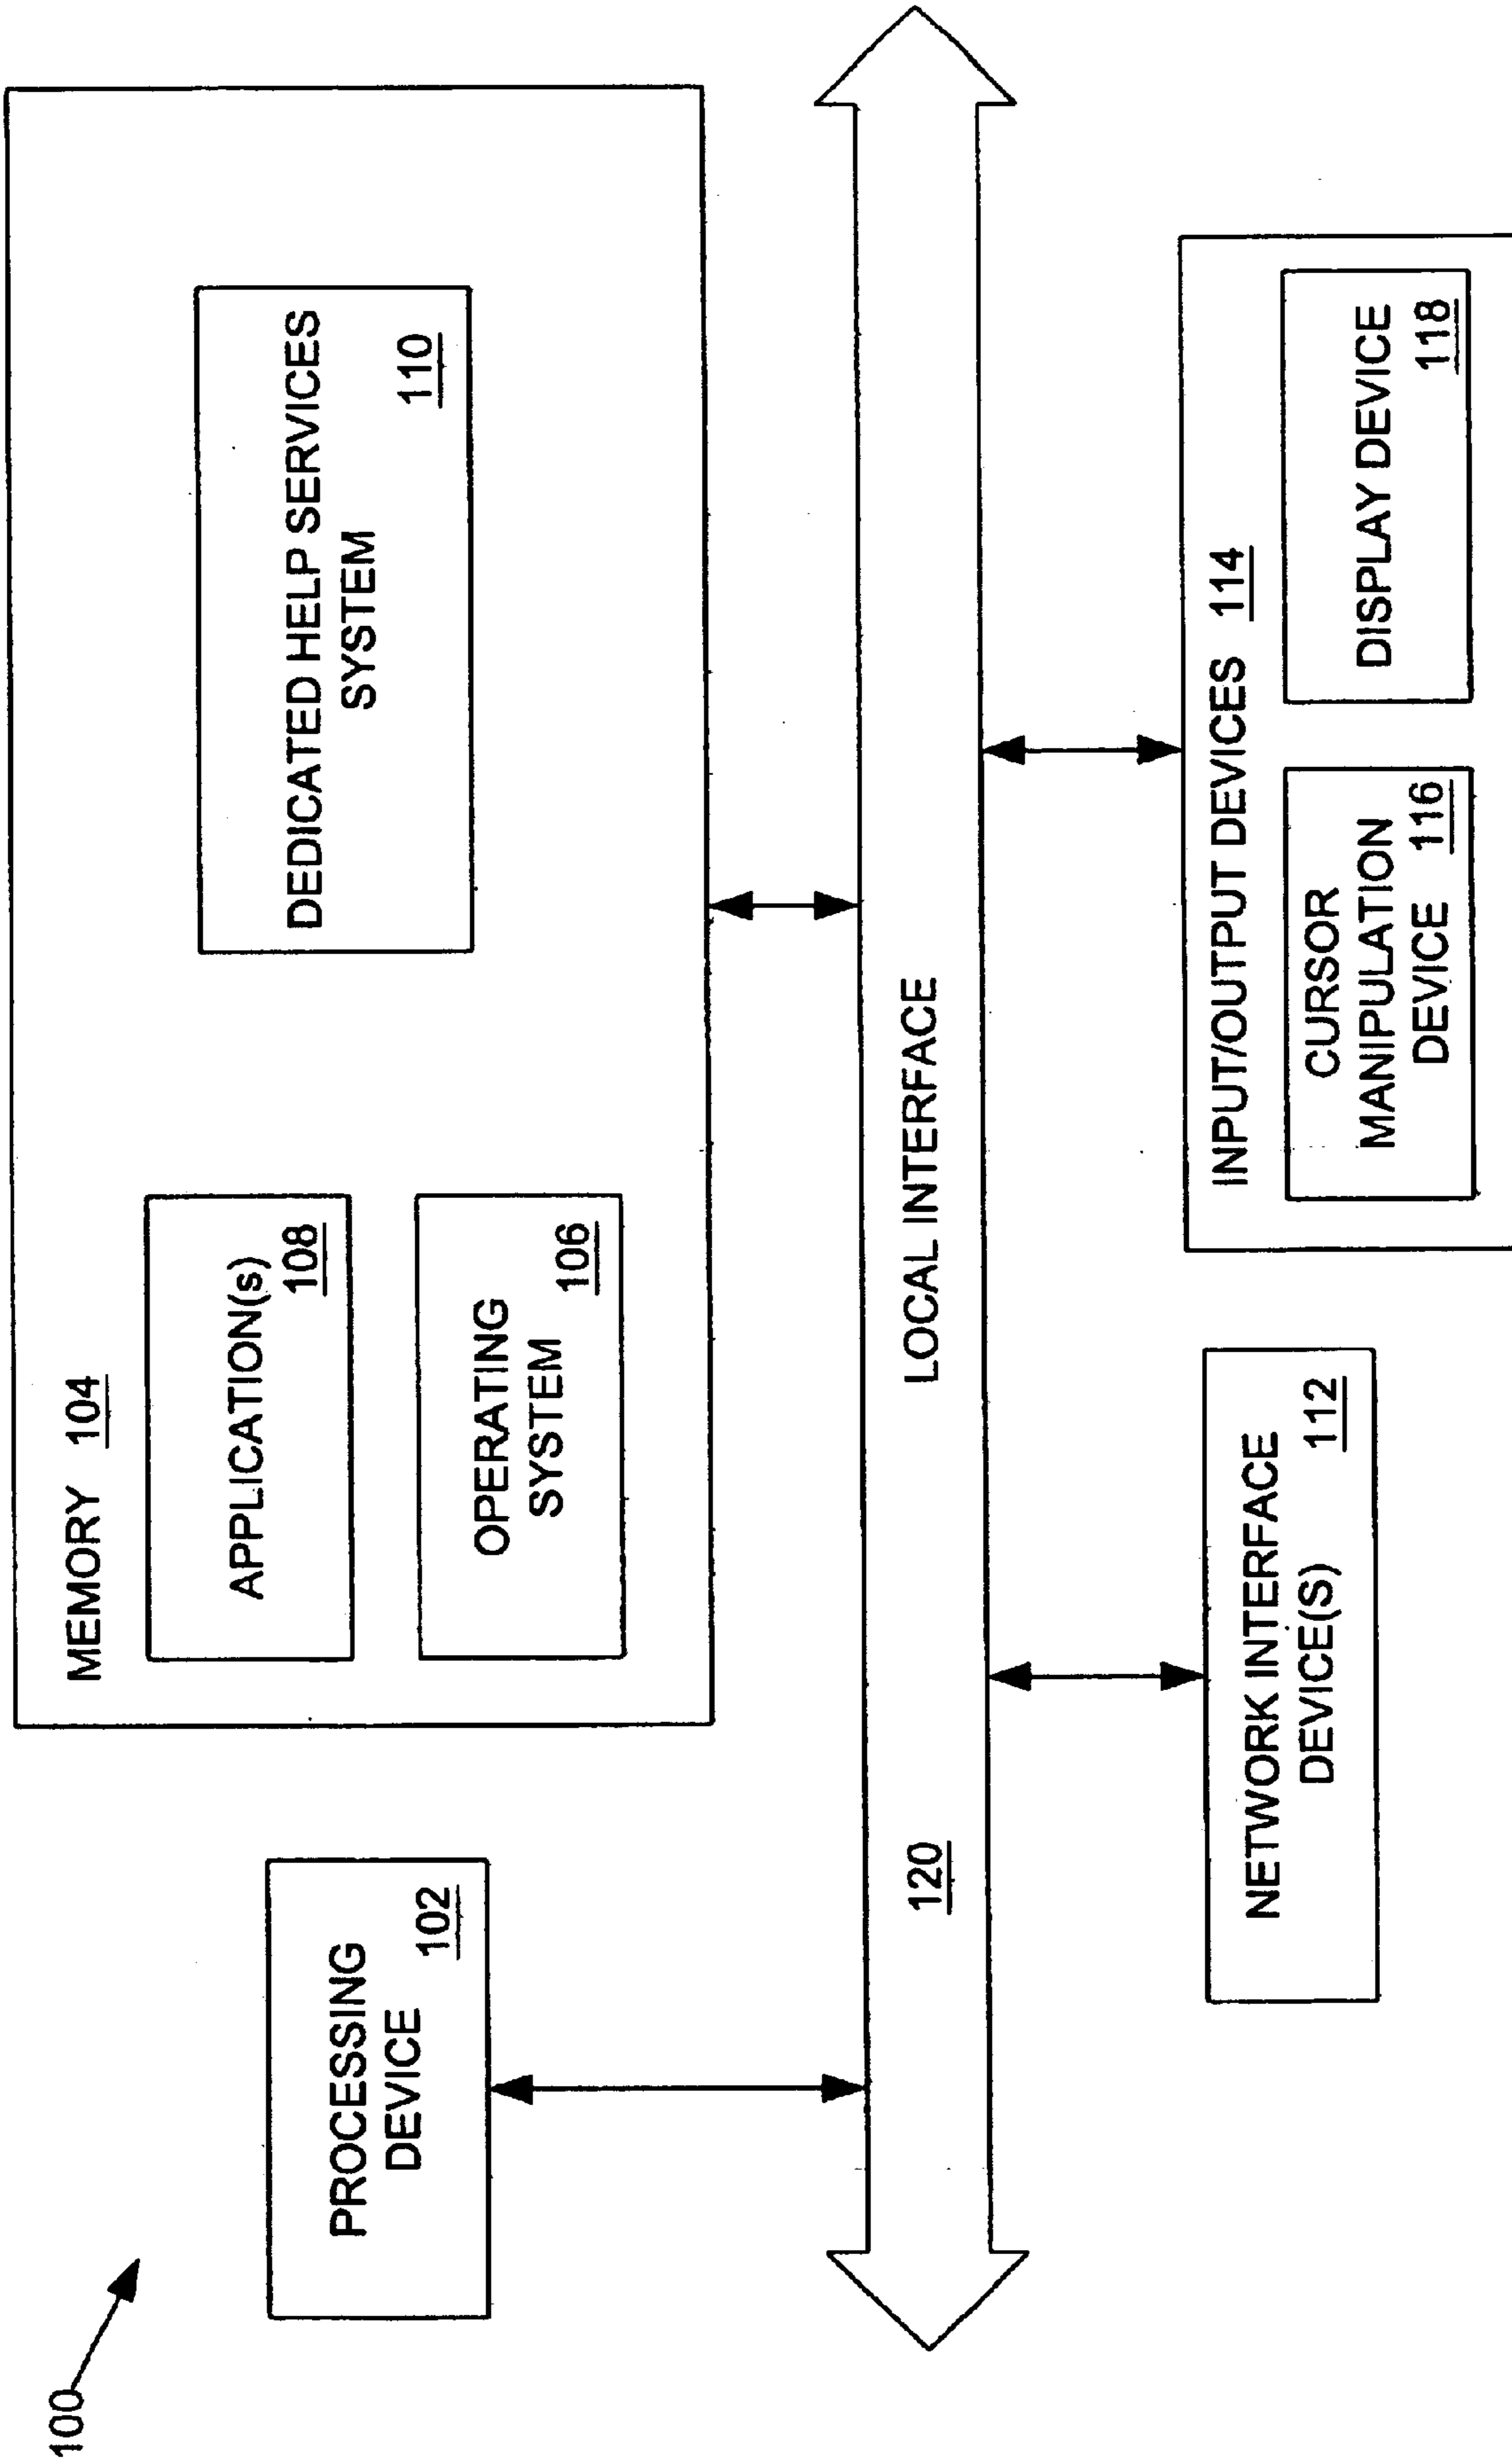 100
PROCESSING
DEVICE
102
MEMORY 104
APPLICATION(s)
108
OPERATING
SYSTEM
106
DEDICATED HELP SERVICES
SYSTEM
110
120
LOCAL INTERFACE
NETWORK INTERFACE
DEVICE(S)
112
INPUT/OUTPUT DEVICES 114
CURSOR
MANIPULATION
DEVICE 116
DISPLAY DEVICE
118